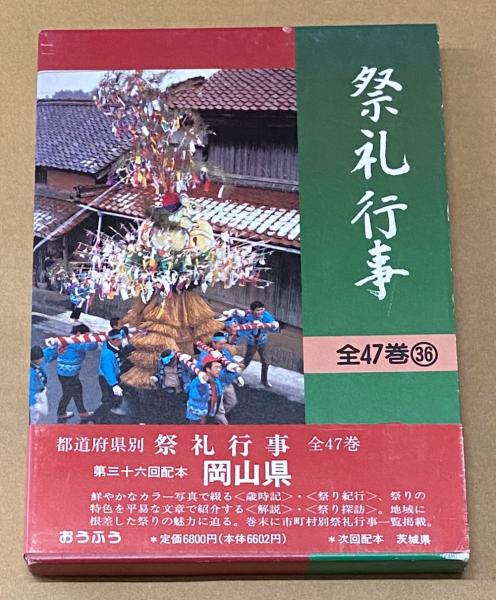 祭礼行事
全47巻㊱
都道府県別 祭礼行事 全47巻
第三十六回配本 岡山県
鮮やかなカラー写真で綴る<歳時記>・<祭り紀行>、祭りの
特色を平易な文章で紹介する<解説>・<祭り探訪>。地域に
根差した祭りの魅力に迫る。巻末に市町村別祭礼行事一覧掲載。
おうふう *定価6800円(本体6602円) *次回配本 茨城県